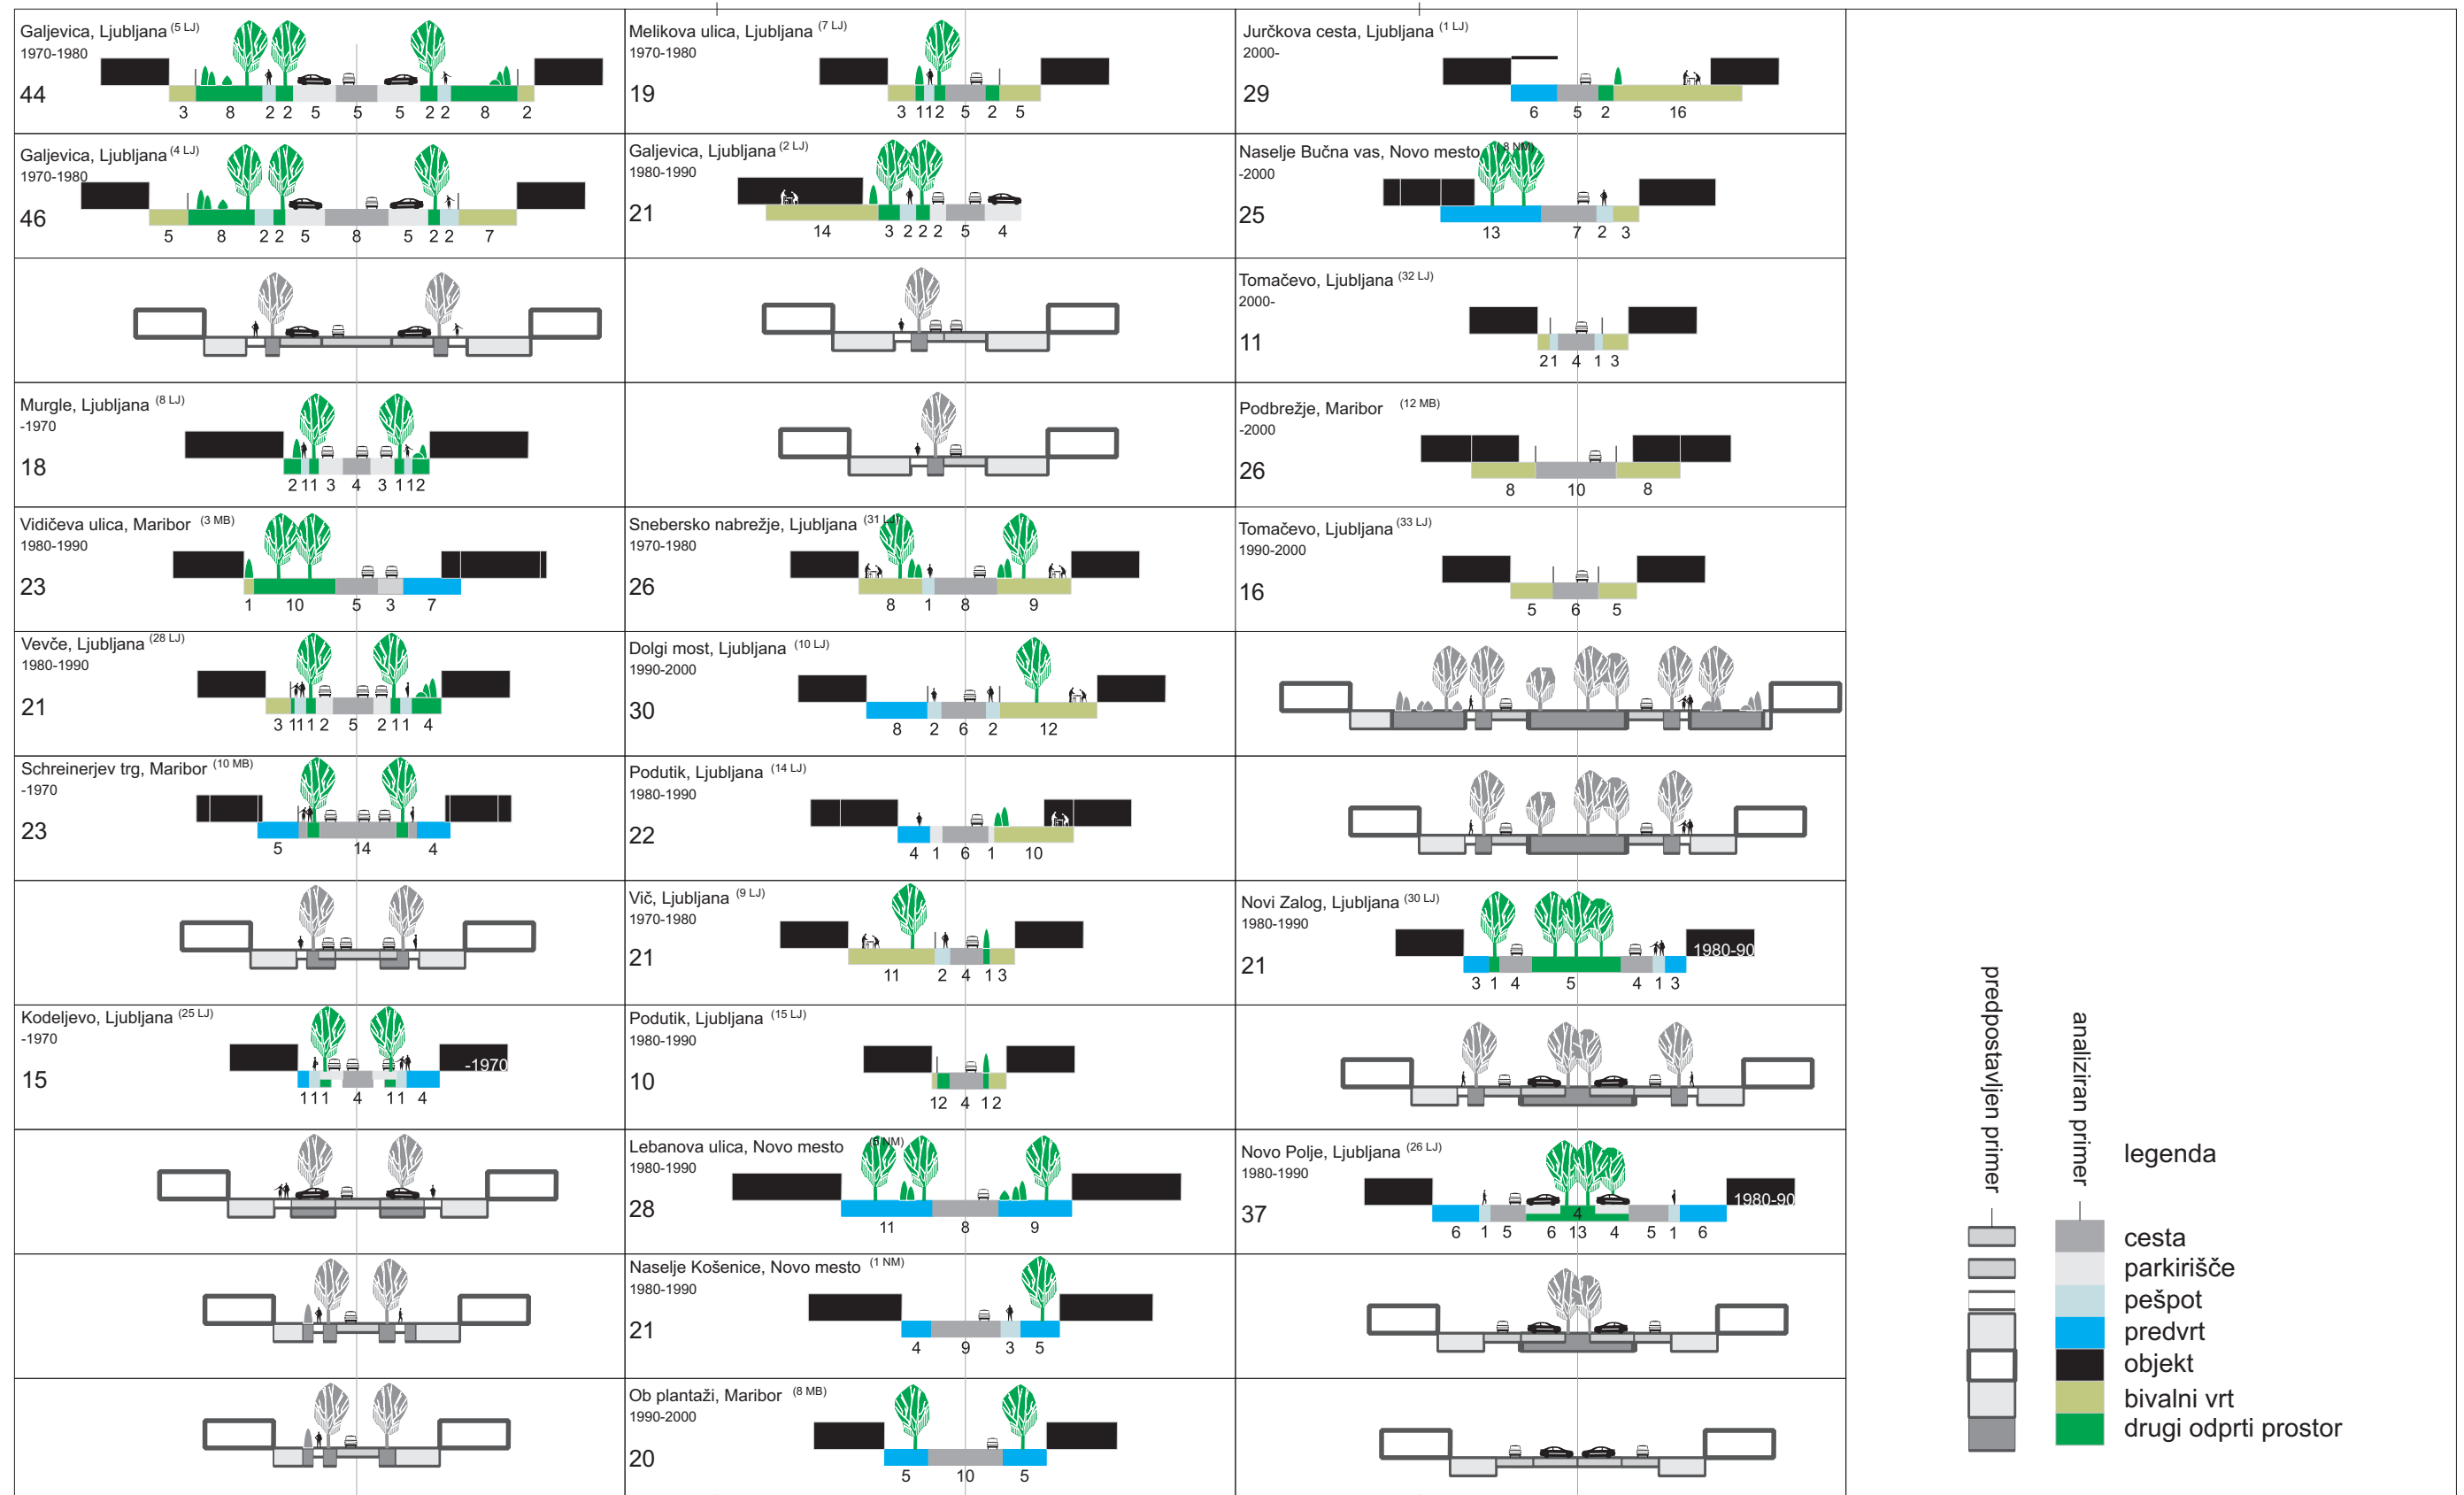 Galjevica, Ljubljana (5 LJ)
1970-1980
44
3 8 2 2 5 5 5 2 2 8 2
Galjevica, Ljubljana (4 LJ)
1970-1980
46
5 8 2 2 5 8 5 2 2 7
Murgle, Ljubljana (8 LJ)
-1970
18
2 1 1 3 4 3 1 1 2
Vidičeva ulica, Maribor (3 MB)
1980-1990
23
1 10 5 3 7
Vevče, Ljubljana (28 LJ)
1980-1990
21
3 1 1 1 2 5 2 1 1 4
Schreinerjev trg, Maribor (10 MB)
-1970
23
5 14 4
Kodeljevo, Ljubljana (25 LJ)
-1970
-1970
15
1 1 1 4 1 1 4
Melikova ulica, Ljubljana (7 LJ)
1970-1980
19
3 1 1 2 5 2 5
Galjevica, Ljubljana (2 LJ)
1980-1990
21
14 3 2 2 2 5 4
Snebersko nabrežje, Ljubljana (31 LJ)
1970-1980
26
8 1 8 9
Dolgi most, Ljubljana (10 LJ)
1990-2000
30
8 2 6 2 12
Podutik, Ljubljana (14 LJ)
1980-1990
22
4 1 6 1 10
Vič, Ljubljana (9 LJ)
1970-1980
21
11 2 4 1 3
Podutik, Ljubljana (15 LJ)
1980-1990
10
1 2 4 1 2
Lebanova ulica, Novo mesto (6 NM)
1980-1990
28
11 8 9
Naselje Košenice, Novo mesto (1 NM)
1980-1990
21
4 9 3 5
Ob plantaži, Maribor (8 MB)
1990-2000
20
5 10 5
Jurčkova cesta, Ljubljana (1 LJ)
2000-
29
6 5 2 16
Naselje Bučna vas, Novo mesto 8 NM)
-2000
25
13 7 2 3
Tomačevo, Ljubljana (32 LJ)
2000-
11
2 1 4 1 3
Podbrežje, Maribor (12 MB)
-2000
26
8 10 8
Tomačevo, Ljubljana (33 LJ)
1990-2000
16
5 6 5
Novi Zalog, Ljubljana (30 LJ)
1980-1990
1980-90
21
3 1 4 5 4 1 3
Novo Polje, Ljubljana (26 LJ)
1980-1990
1980-90
37
4
6 1 5 6 13 4 5 1 6
predpostavljen primer
analiziran primer
legenda
cesta
parkirišče
pešpot
predvrt
objekt
bivalni vrt
drugi odprti prostor